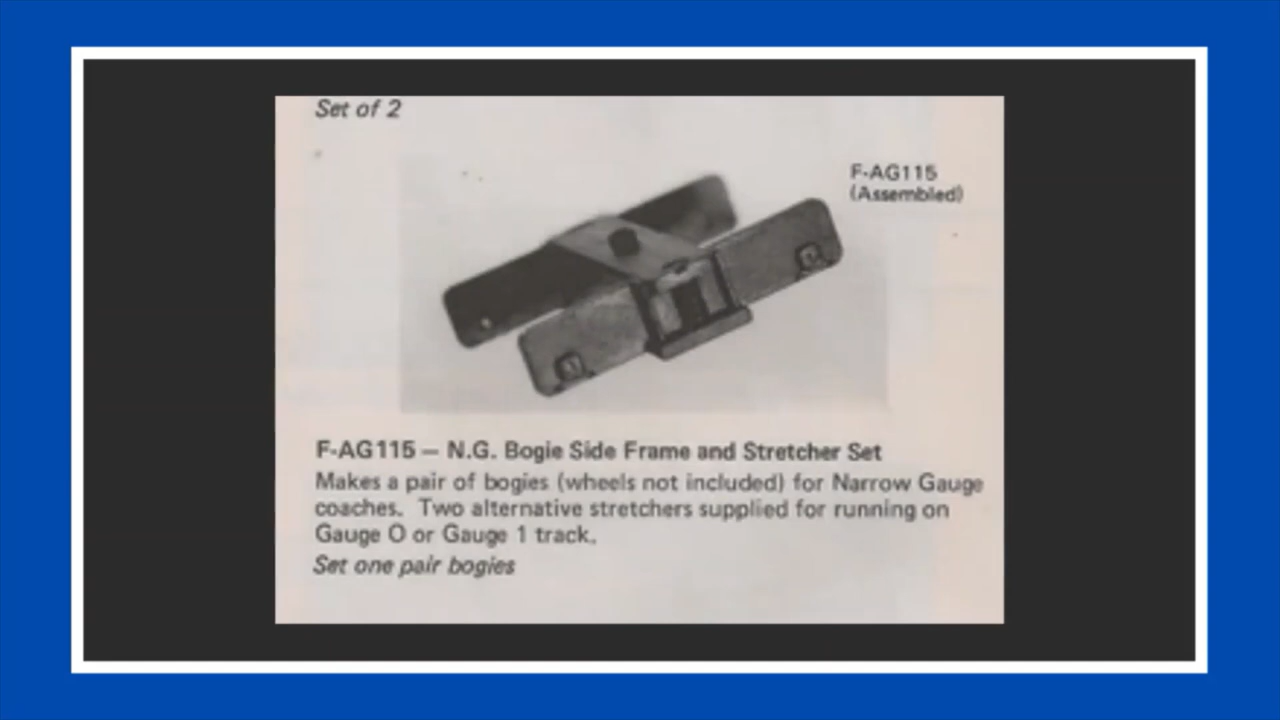 Set of 2
F-AG115
(Assembled)
F-AG115 — N.G. Bogie Side Frame and Stretcher Set
Makes a pair of bogies (wheels not included) for Narrow Gauge
coaches. Two alternative stretchers supplied for running on
Gauge O or Gauge 1 track.
Set one pair bogies